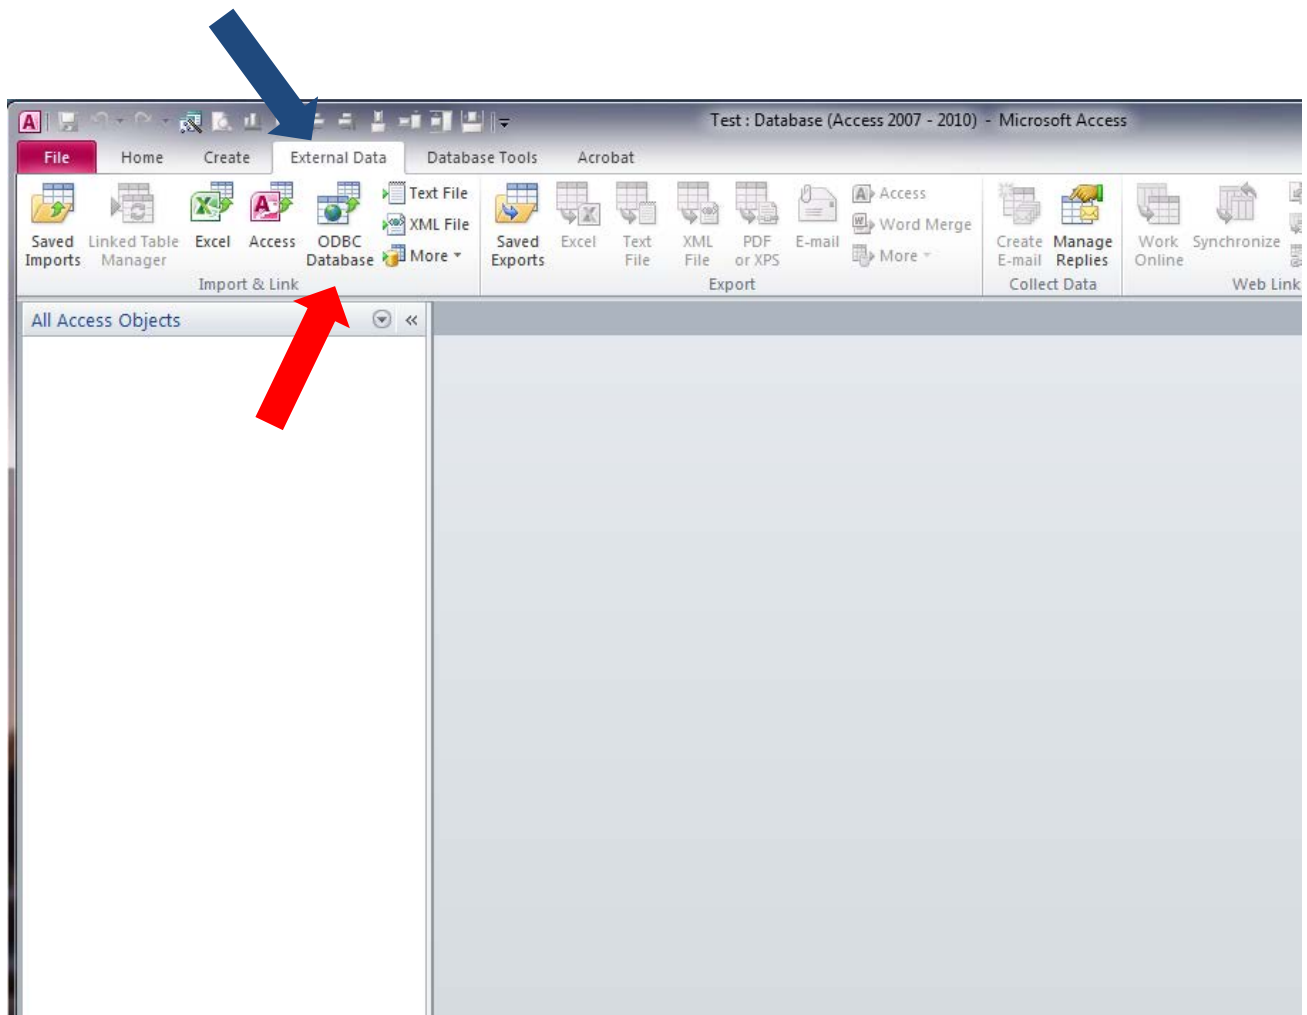 Test : Database (Access 2007 - 2010) - Microsoft Access
File Home Create External Data Database Tools Acrobat
Saved Imports
Linked Table Manager
Excel
Access
ODBC Database
Text File
XML File
More
Import & Link
Saved Exports
Excel
Text File
XML File
PDF or XPS
E-mail
Access
Word Merge
More
Export
Create E-mail
Manage Replies
Collect Data
Work Online
Synchronize
Web Link
All Access Objects